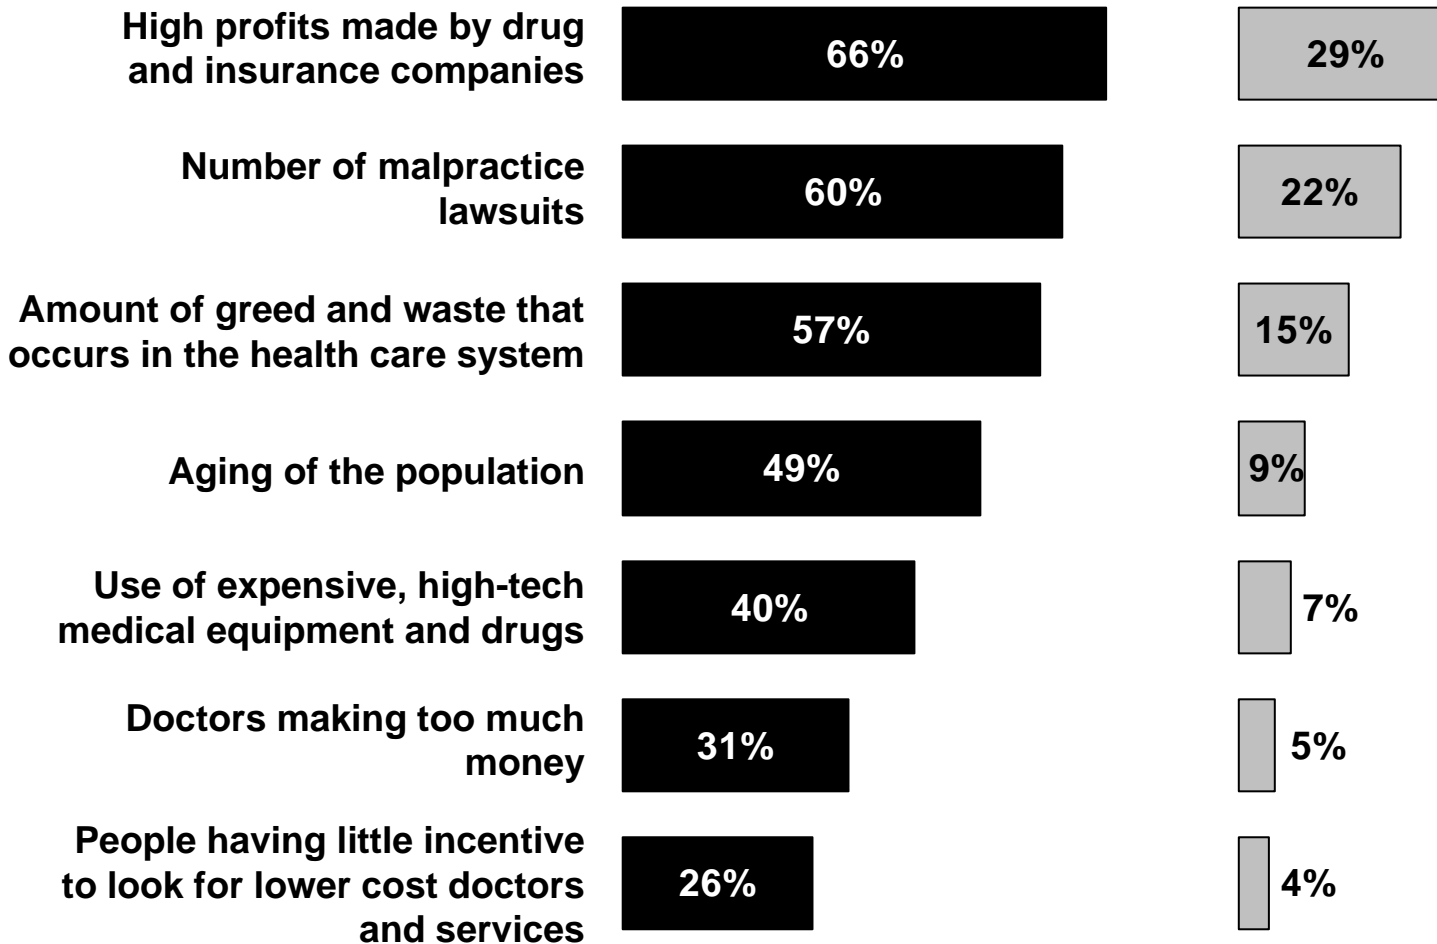 High profits made by drug
and insurance companies
66%
29%
Number of malpractice
lawsuits
60%
22%
Amount of greed and waste that
occurs in the health care system
57%
15%
Aging of the population
49%
9%
Use of expensive, high-tech
medical equipment and drugs
40%
7%
Doctors making too much
money
31%
5%
People having little incentive
to look for lower cost doctors
and services
26%
4%